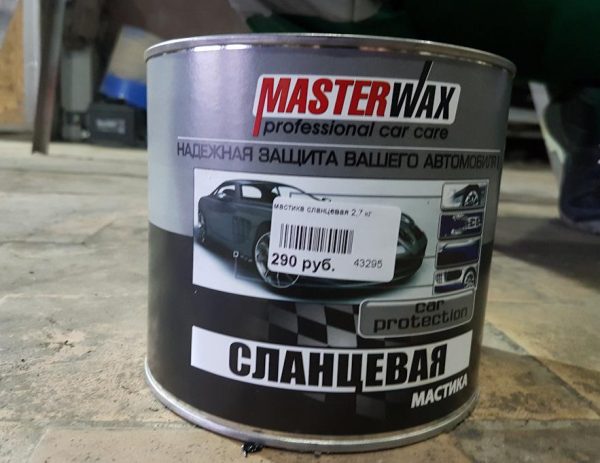 MASTERWAX
professional car care
НАДЕЖНАЯ ЗАЩИТА ВАШЕГО АВТОМОБИЛЯ
мастика сланцевая 2,7 кг
290 руб.
43295
car
protection
СЛАНЦЕВАЯ
МАСТИКА